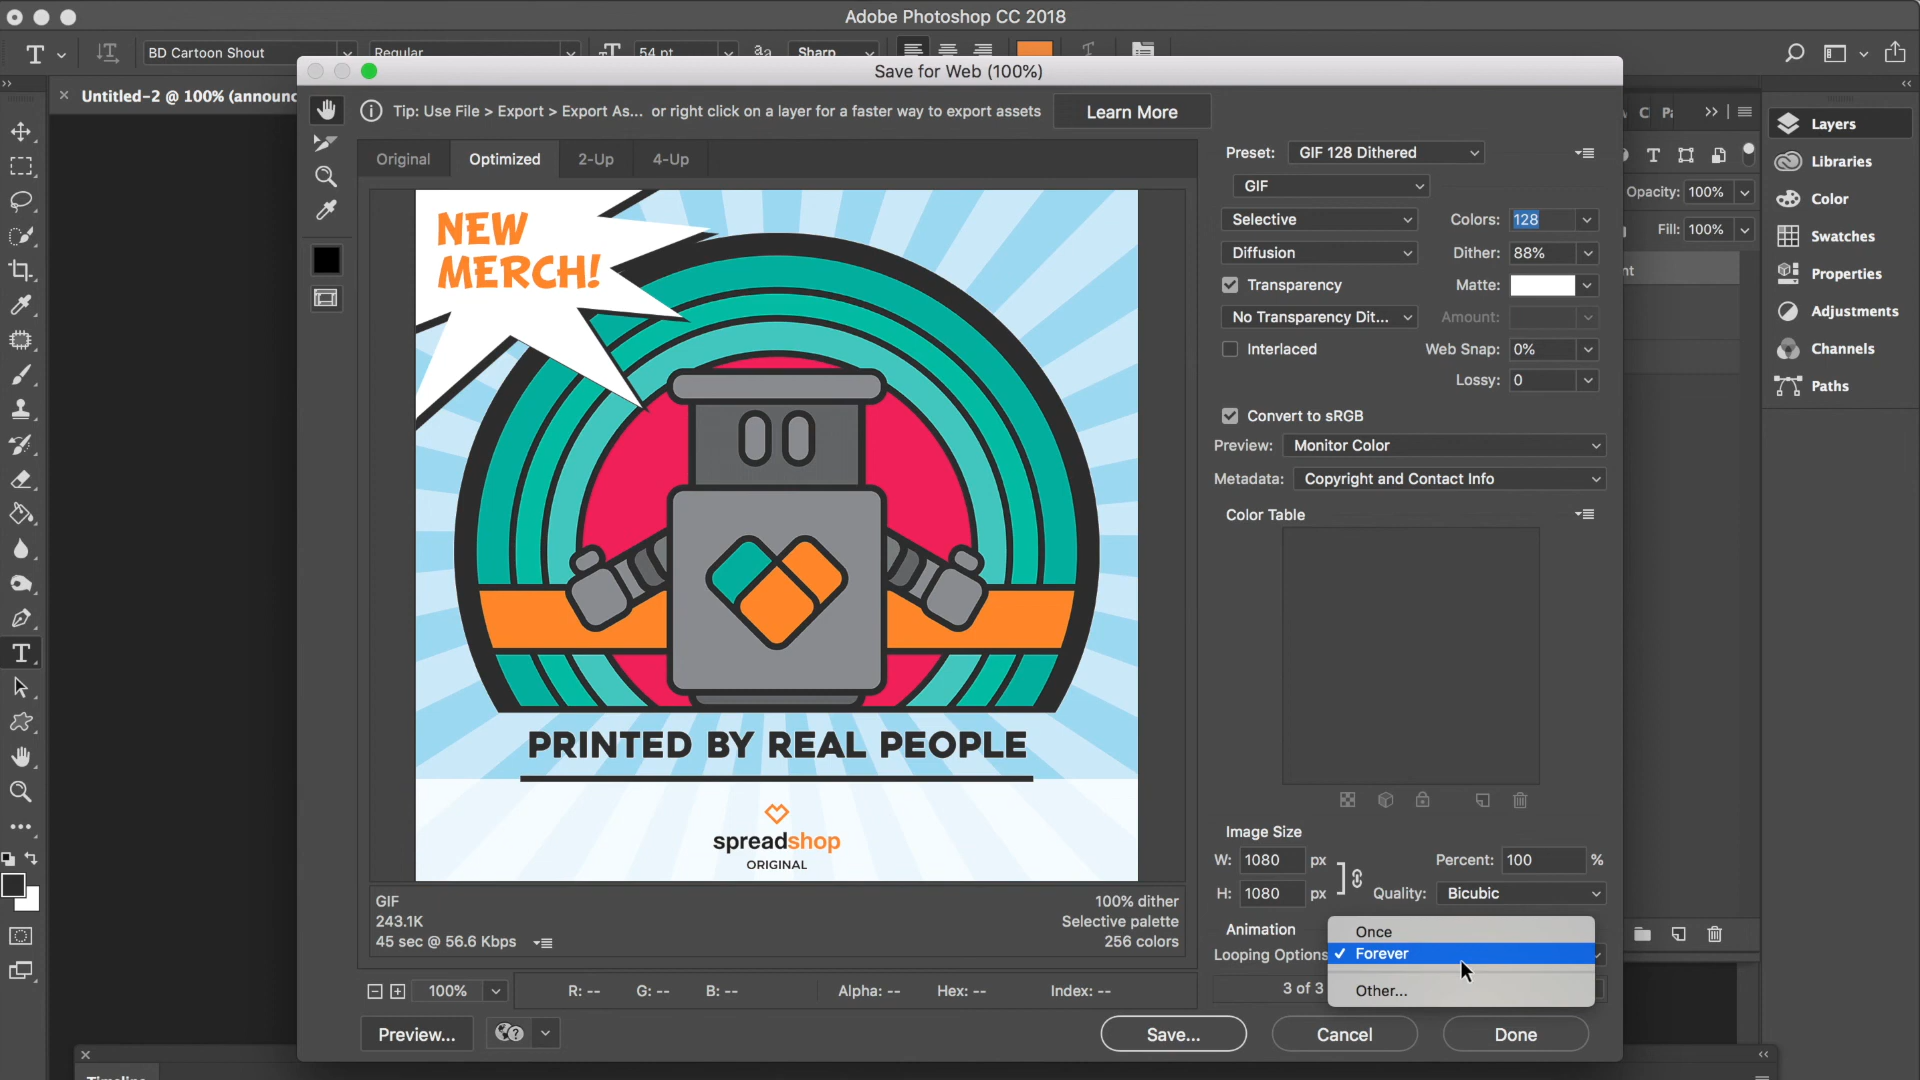 Adobe Photoshop CC 2018
BD Cartoon Shout
Regular
54 pt
Sharp
Untitled-2 @ 100% (announc
Save for Web (100%)
Tip: Use File > Export > Export As... or right click on a layer for a faster way to export assets
Learn More
Original
Optimized
2-Up
4-Up
NEW
MERCH!
PRINTED BY REAL PEOPLE
spreadshop
ORIGINAL
GIF
243.1K
45 sec @ 56.6 Kbps
100% dither
Selective palette
256 colors
100%
R: --
G: --
B: --
Alpha: --
Hex: --
Index: --
Preview...
Preset: GIF 128 Dithered
GIF
Selective
Colors: 128
Diffusion
Dither: 88%
Transparency
Matte:
No Transparency Dit...
Amount:
Interlaced
Web Snap: 0%
Lossy: 0
Convert to sRGB
Preview: Monitor Color
Metadata: Copyright and Contact Info
Color Table
Image Size
W: 1080 px
Percent: 100 %
H: 1080 px
Quality: Bicubic
Animation
Looping Options
Once
Forever
Other...
3 of 3
Save...
Cancel
Done
Opacity: 100%
Fill: 100%
nt
Layers
Libraries
Color
Swatches
Properties
Adjustments
Channels
Paths
Timeline